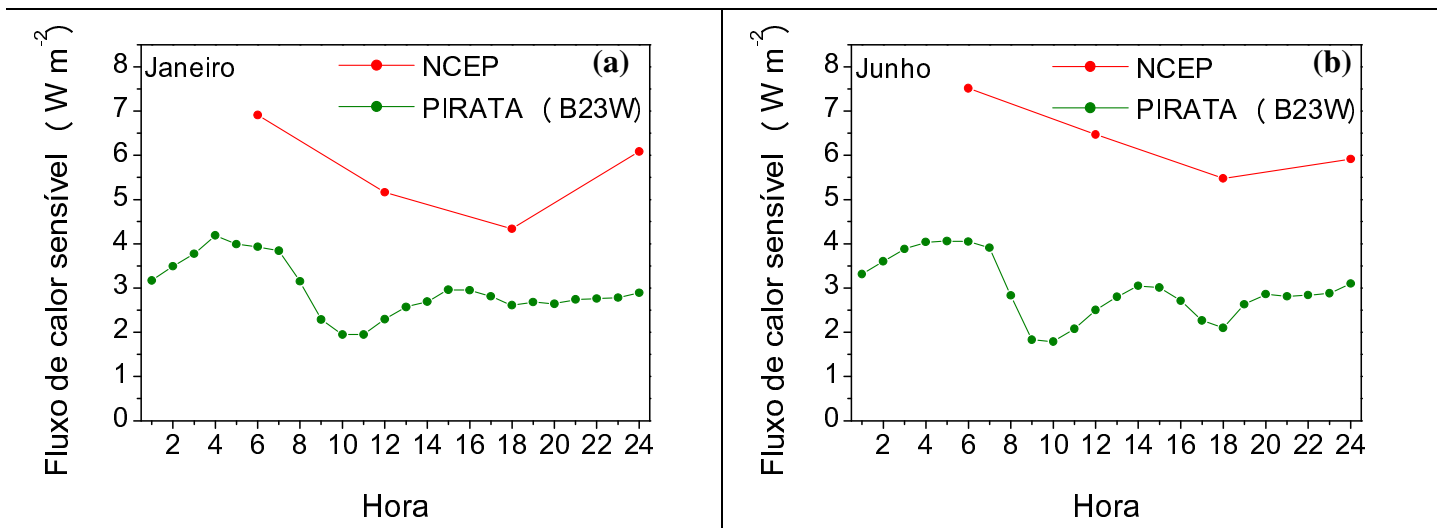 Fluxo de calor sensível ( W m-2)
8
7
6
5
4
3
2
1
0
Janeiro
NCEP
(a)
PIRATA ( B23W)
2 4 6 8 10 12 14 16 18 20 22 24
Hora
Fluxo de calor sensível ( W m-2)
8
7
6
5
4
3
2
1
0
Junho
NCEP
(b)
PIRATA ( B23W)
2 4 6 8 10 12 14 16 18 20 22 24
Hora